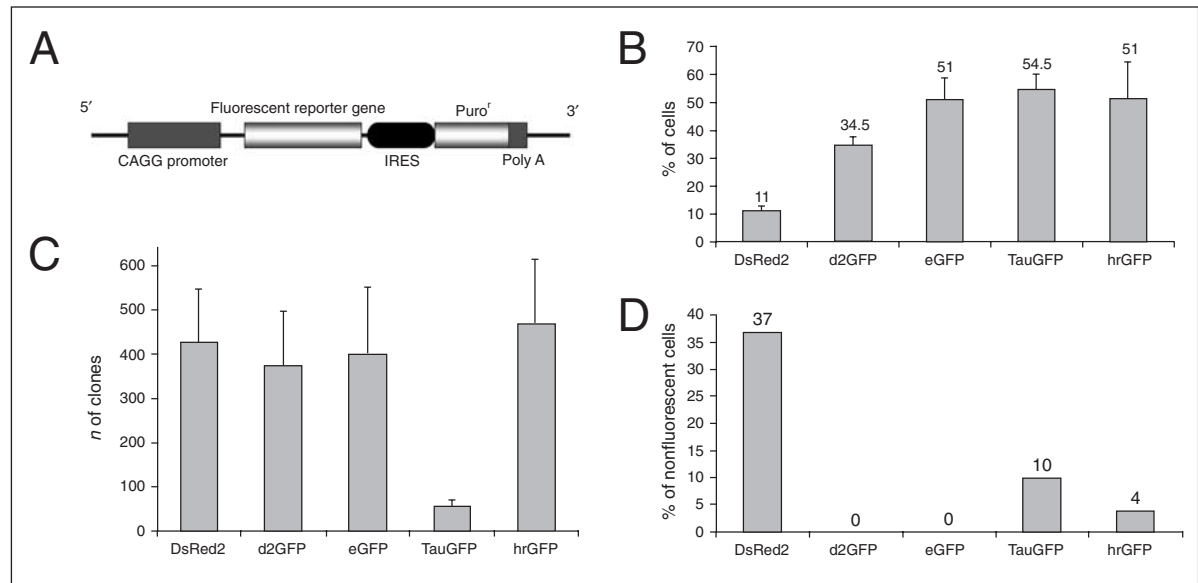 A
5′
Fluorescent reporter gene
Puroʳ
3′
CAGG promoter
IRES
Poly A
B
% of cells
70
60
50
40
30
20
10
0
11
34.5
51
54.5
51
DsRed2
d2GFP
eGFP
TauGFP
hrGFP
C
n of clones
600
500
400
300
200
100
0
DsRed2
d2GFP
eGFP
TauGFP
hrGFP
D
% of nonfluorescent cells
40
35
30
25
20
15
10
5
0
37
0
0
10
4
DsRed2
d2GFP
eGFP
TauGFP
hrGFP